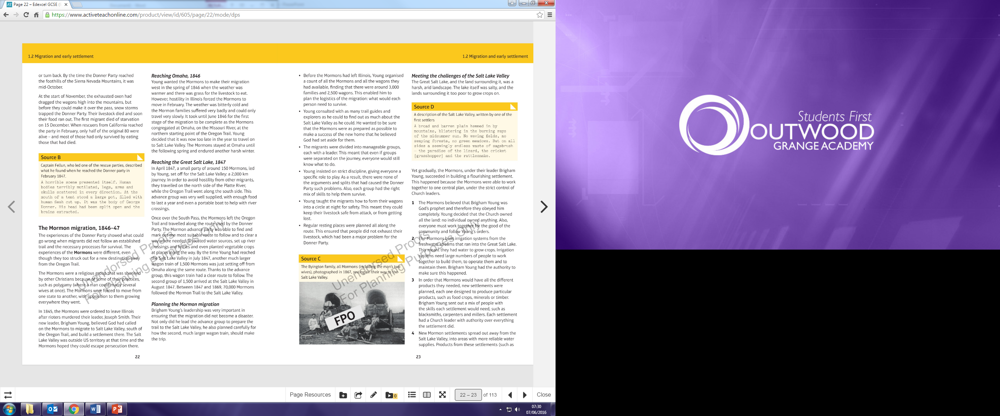 Page 22 – Edexcel GCSE (
https://www.activeteachonline.com/product/view/id/605/page/22/mode/dps
1.2 Migration and early settlement
1.2 Migration and early settlement
or turn back. By the time the Donner Party reached
the foothills of the Sierra Nevada Mountains, it was
mid-October.
At the start of November, the exhausted oxen had
dragged the wagons high into the mountains, but
before they could make it over the pass, snow storms
trapped the Donner Party. Their livestock died and soon
their food ran out. The first migrant died of starvation
on 15 December. When rescuers from California reached
the party in February, only half of the original 80 were
alive – and most of those had only survived by eating
those that had died.
Source B
Captain Fellun, who led one of the rescue parties, described
what he found when he reached the Donner party in
February 1847.
A horrible scene presented itself. Human
bodies terribly mutilated, legs, arms and
skulls scattered in every direction. At the
mouth of a tent stood a large pot, filled with
human flesh cut up. It was the body of George
Donner. His head had been split open and the
brains extracted.
The Mormon migration, 1846–47
The experiences of the Donner Party showed what could
go wrong when migrants did not follow an established
trail and the necessary processes for survival. The
experiences of the Mormons were different, even
though they too struck out for a new destination away
from the Oregon Trail.
The Mormons were a religious group that was shunned
by other Christians because of some of their practices,
such as polygamy (where a man could marry several
wives at once). The Mormons were forced to move from
one state to another, with opposition to them growing
everywhere they went.
In 1845, the Mormons were ordered to leave Illinois
after rioters murdered their leader, Joseph Smith. Their
new leader, Brigham Young, believed God had called
on the Mormons to migrate to Salt Lake Valley, south of
the Oregon Trail, and build a settlement there. The Salt
Lake Valley was outside US territory at that time and the
Mormons hoped they could escape persecution there.
Reaching Omaha, 1846
Young wanted the Mormons to make their migration
west in the spring of 1846 when the weather was
warmer and there was grass for the livestock to eat.
However, hostility in Illinois forced the Mormons to
move in February. The weather was bitterly cold and
the Mormon families suffered very badly and could only
travel very slowly. It took until June 1846 for the first
stage of the migration to be complete as the Mormons
congregated at Omaha, on the Missouri River, at the
northern starting point of the Oregon Trail. Young
decided that it was now too late in the year to travel on
to Salt Lake Valley. The Mormons stayed at Omaha until
the following spring and endured another harsh winter.
Reaching the Great Salt Lake, 1847
In April 1847, a small party of around 150 Mormons, led
by Young, set off for the Salt Lake Valley: a 2,000 km
journey. In order to avoid hostility from other migrants,
they travelled on the north side of the Platte River,
while the Oregon Trail went along the south side. This
advance group was very well supplied, with enough food
to last a year and even a portable boat to help with river
crossings.
Once over the South Pass, the Mormons left the Oregon
Trail and travelled along the route used by the Donner
Party. The Mormon advance party was able to find and
mark out the most suitable route to follow and to clear a
way where needed. It located water sources, set up river
crossings and ferries and even planted vegetable crops
at places along the way. By the time Young had reached
the Salt Lake Valley in July 1847, another much larger
wagon train of 1,500 Mormons was just setting off from
Omaha along the same route. Thanks to the advance
group, this wagon train had a clear route to follow. The
second group of 1,500 arrived at the Salt Lake Valley in
August 1847. Between 1847 and 1869, 70,000 Mormons
followed the Mormon Trail to the Salt Lake Valley.
Planning the Mormon migration
Brigham Young's leadership was very important in
ensuring that the migration did not become a disaster.
Not only did he lead the advance group to prepare the
trail to the Salt Lake Valley, he also planned carefully for
how the second, much larger wagon train, should make
the trip.
Unendorsed Proofs
For Planning Purposes Only
22
• Before the Mormons had left Illinois, Young organised
a count of all the Mormons and all the wagons they
had available, finding that there were around 3,000
families and 2,500 wagons. This enabled him to
plan the logistics of the migration: what would each
person need to survive.
• Young consulted with as many trail guides and
explorers as he could to find out as much about the
Salt Lake Valley as he could. He wanted to be sure
that the Mormons were as prepared as possible to
make a success of the new home that he believed
God had set aside for them.
• The migrants were divided into manageable groups,
each with a leader. This meant that even if groups
were separated on the journey, everyone would still
know what to do.
• Young insisted on strict discipline, giving everyone a
specific role to play. As a result, there were none of
the arguments and splits that had caused the Donner
Party such problems. Also, each group had the right
mix of skills to help them survive.
• Young taught the migrants how to form their wagons
into a circle at night for safety. This meant they could
keep their livestock safe from attack, or from getting
lost.
• Regular resting places were planned all along the
route. This ensured that people did not exhaust their
livestock, which had been a major problem for the
Donner Party.
Source C
The Byington family, all Mormons (including the man's two
wives), photographed in 1867, resting on their way to the
Salt Lake Valley.
FPO
Meeting the challenges of the Salt Lake Valley
The Great Salt Lake, and the land surrounding it, was a
harsh, arid landscape. The lake itself was salty, and the
lands surrounding it too poor to grow crops on.
Source D
A description of the Salt Lake Valley, written by one of the
first settlers
A broad and barren plain hemmed in by
mountains, blistering in the burning rays
of the midsummer sun. No waving fields, no
swaying forests, no green meadows. But on all
sides a seemingly endless waste of sagebrush
– the paradise of the lizard, the cricket
[grasshopper] and the rattlesnake.
Yet gradually, the Mormons, under their leader Brigham
Young, succeeded in building a flourishing settlement.
This happened because the Mormons were able to work
together to one central plan, under the strict control of
Church leaders.
1 The Mormons believed that Brigham Young was
God's prophet and therefore they obeyed him
completely. Young decided that the Church owned
all the land: no individual owned anything. Also,
everyone must work together for the good of the
community and follow Young's orders.
2 The Mormons built irrigation systems from the
freshwater streams that ran into the Great Salt Lake.
This meant they had water to grow crops. Irrigation
systems need large numbers of people to work
together to build them, to operate them and to
maintain them. Brigham Young had the authority to
make sure this happened.
3 In order that Mormons would have all the different
products they needed, new settlements were
planned, each one designed to produce particular
products, such as food crops, minerals or timber.
Brigham Young sent out a mix of people with
the skills each settlement would need, such as
blacksmiths, carpenters and millers. Each settlement
had a Church leader with authority over everything
the settlement did.
4 New Mormon settlements spread out away from the
Salt Lake Valley, into areas with more reliable water
supplies. Products from these settlements (such as
Unendorsed Proofs
For Planning Purposes Only
23
Page Resources
0
22 – 23
of 113
Close
07:30
07/06/2016
Students First
OUTWOOD
GRANGE ACADEMY